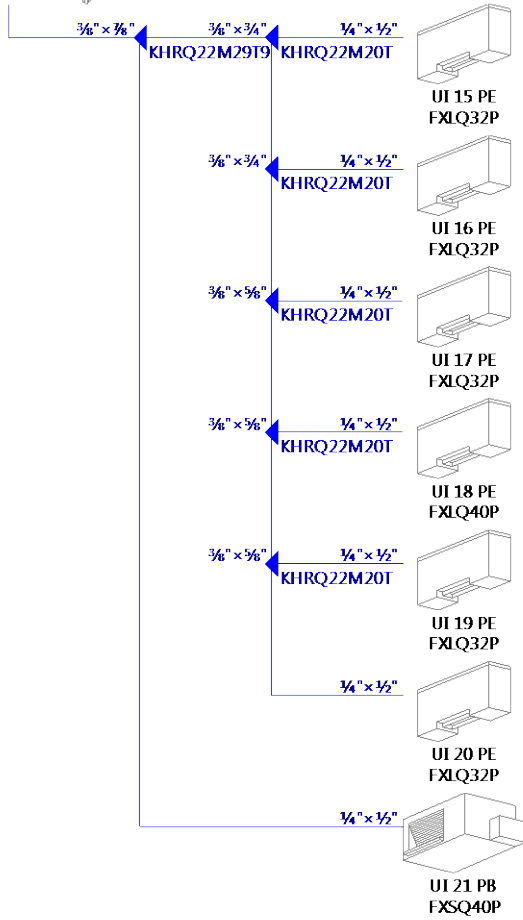 3/8" x 7/8" 3/8" x 3/4" 1/4" x 1/2"
KHRQ22M29T9 KHRQ22M20T
UI 15 PE
FXLQ32P
3/8" x 3/4" 1/4" x 1/2"
KHRQ22M20T
UI 16 PE
FXLQ32P
3/8" x 5/8" 1/4" x 1/2"
KHRQ22M20T
UI 17 PE
FXLQ32P
3/8" x 5/8" 1/4" x 1/2"
KHRQ22M20T
UI 18 PE
FXLQ40P
3/8" x 5/8" 1/4" x 1/2"
KHRQ22M20T
UI 19 PE
FXLQ32P
1/4" x 1/2"
UI 20 PE
FXLQ32P
1/4" x 1/2"
UI 21 PB
FXSQ40P